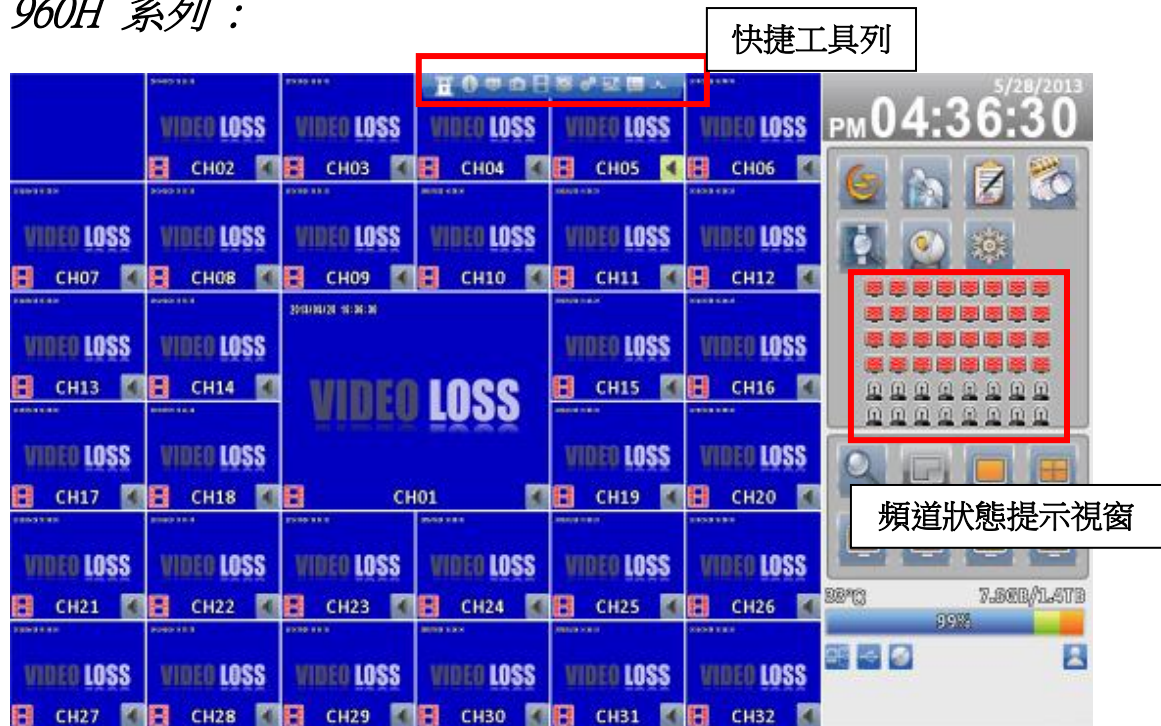 960H 系列：
快捷工具列
5/28/2013
PM 04:36:30
VIDEO LOSS VIDEO LOSS VIDEO LOSS VIDEO LOSS VIDEO LOSS
CH02 CH03 CH04 CH05 CH06
VIDEO LOSS VIDEO LOSS VIDEO LOSS VIDEO LOSS VIDEO LOSS VIDEO LOSS
CH07 CH08 CH09 CH10 CH11 CH12
VIDEO LOSS VIDEO LOSS VIDEO LOSS VIDEO LOSS
CH13 CH14 CH15 CH16
VIDEO LOSS
VIDEO LOSS VIDEO LOSS VIDEO LOSS VIDEO LOSS
CH17 CH18 CH01 CH19 CH20
頻道狀態提示視窗
VIDEO LOSS VIDEO LOSS VIDEO LOSS VIDEO LOSS VIDEO LOSS VIDEO LOSS
CH21 CH22 CH23 CH24 CH25 CH26
99%
VIDEO LOSS VIDEO LOSS VIDEO LOSS VIDEO LOSS VIDEO LOSS VIDEO LOSS
CH27 CH28 CH29 CH30 CH31 CH32